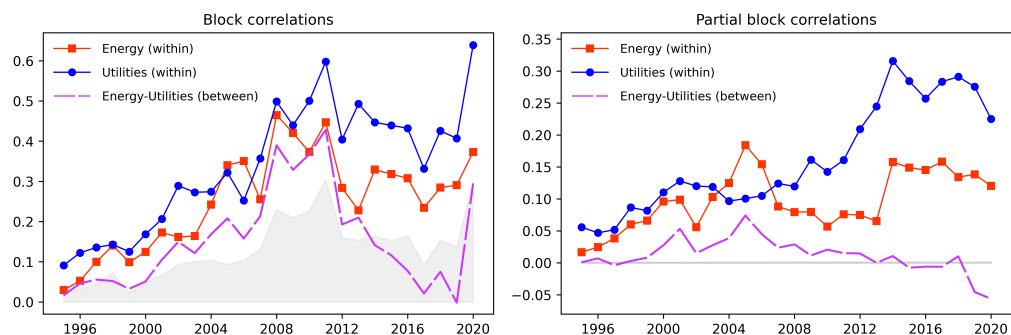 Block correlations
Energy (within)
Utilities (within)
Energy-Utilities (between)
0.6
0.5
0.4
0.3
0.2
0.1
0.0
1996 2000 2004 2008 2012 2016 2020
Partial block correlations
Energy (within)
Utilities (within)
Energy-Utilities (between)
0.35
0.30
0.25
0.20
0.15
0.10
0.05
0.00
−0.05
1996 2000 2004 2008 2012 2016 2020